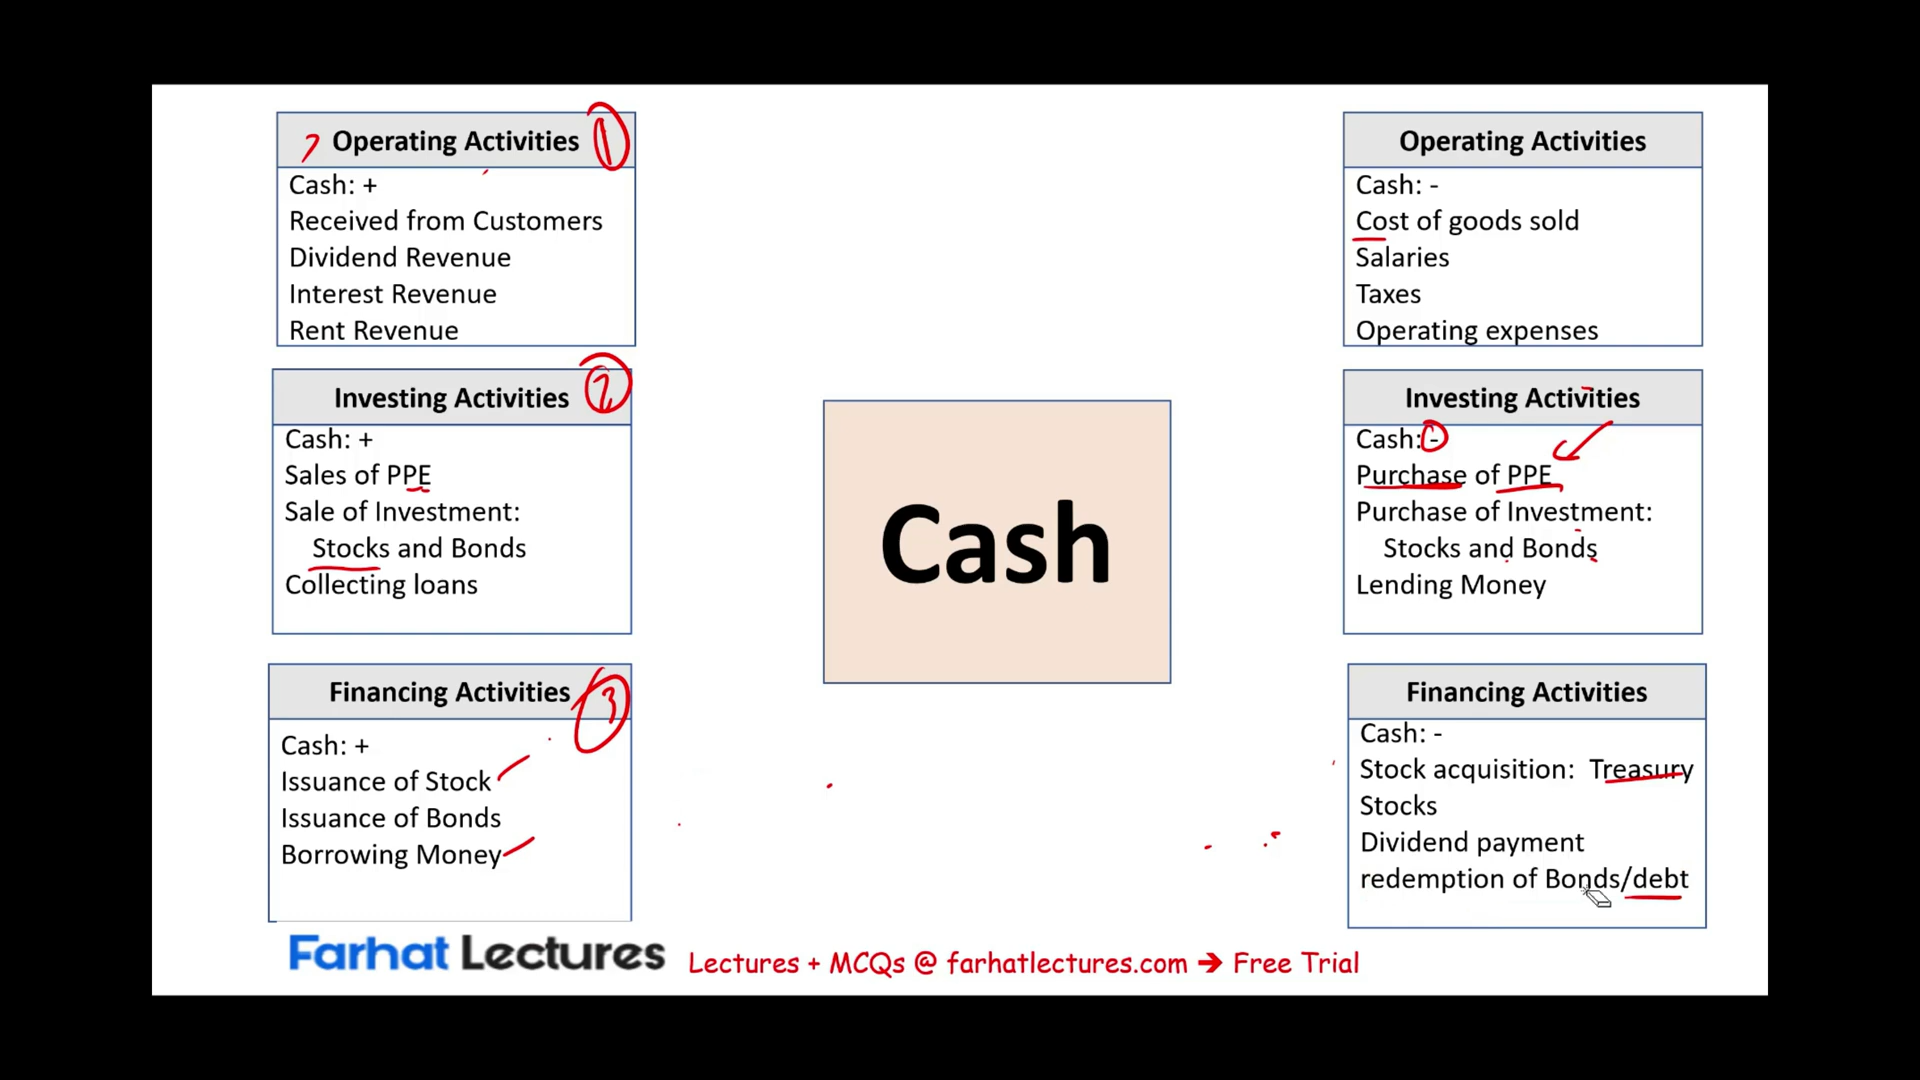 Operating Activities 1
Cash: +
Received from Customers
Dividend Revenue
Interest Revenue
Rent Revenue
Investing Activities 2
Cash: +
Sales of PPE
Sale of Investment:
Stocks and Bonds
Collecting loans
Financing Activities 3
Cash: +
Issuance of Stock
Issuance of Bonds
Borrowing Money
Cash
Operating Activities
Cash: -
Cost of goods sold
Salaries
Taxes
Operating expenses
Investing Activities
Cash: -
Purchase of PPE
Purchase of Investment:
Stocks and Bonds
Lending Money
Financing Activities
Cash: -
Stock acquisition: Treasury
Stocks
Dividend payment
redemption of Bonds/debt
Farhat Lectures
Lectures + MCQs @ farhatlectures.com → Free Trial